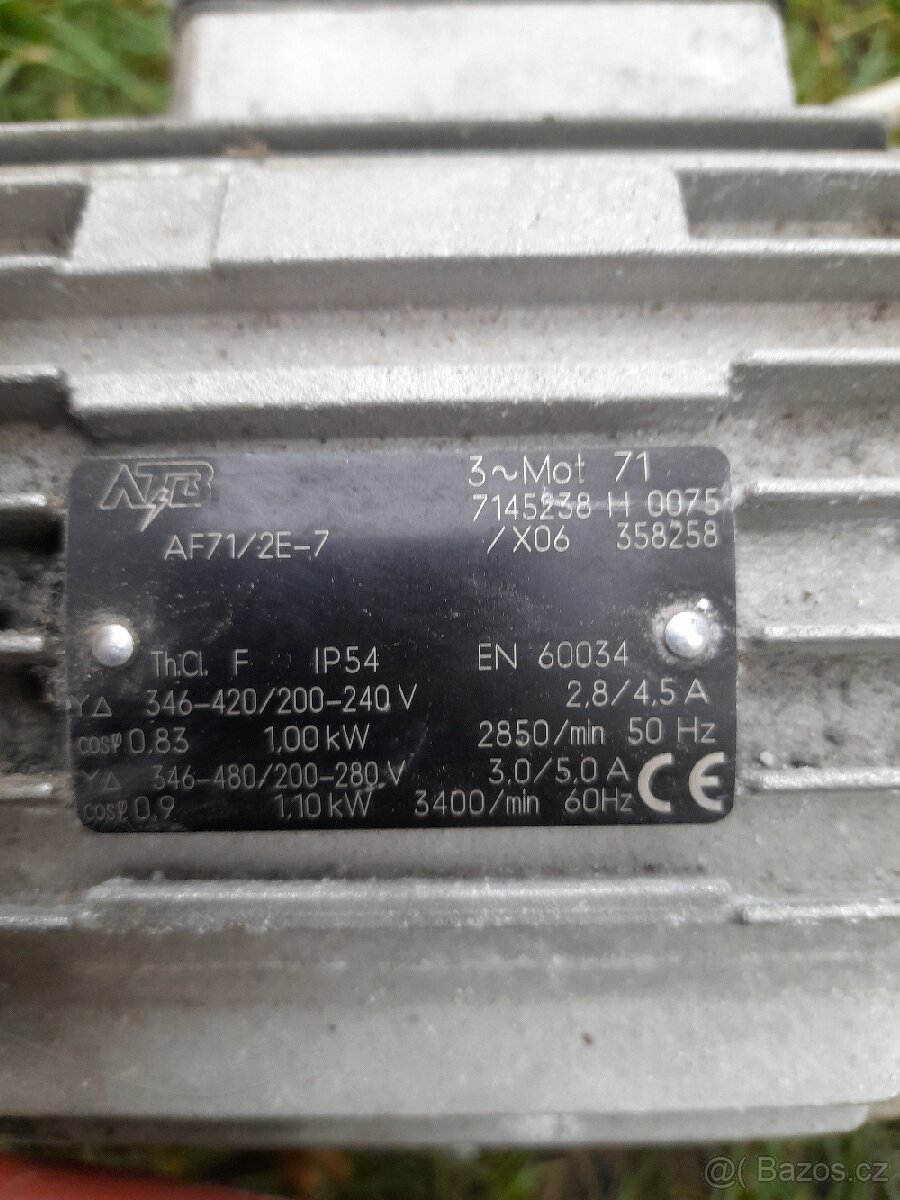 ATB
3~Mot 71
7145238 H 0075
AF71/2E-7 /X06 358258
Th.Cl. F IP54 EN 60034
Y△ 346-420/200-240 V 2,8/4,5 A
cosφ 0,83 1,00 kW 2850/min 50 Hz
Y△ 346-480/200-280 V 3,0/5,0 A
cosφ 0,9 1,10 kW 3400/min 60Hz CE
@( Bazos.cz